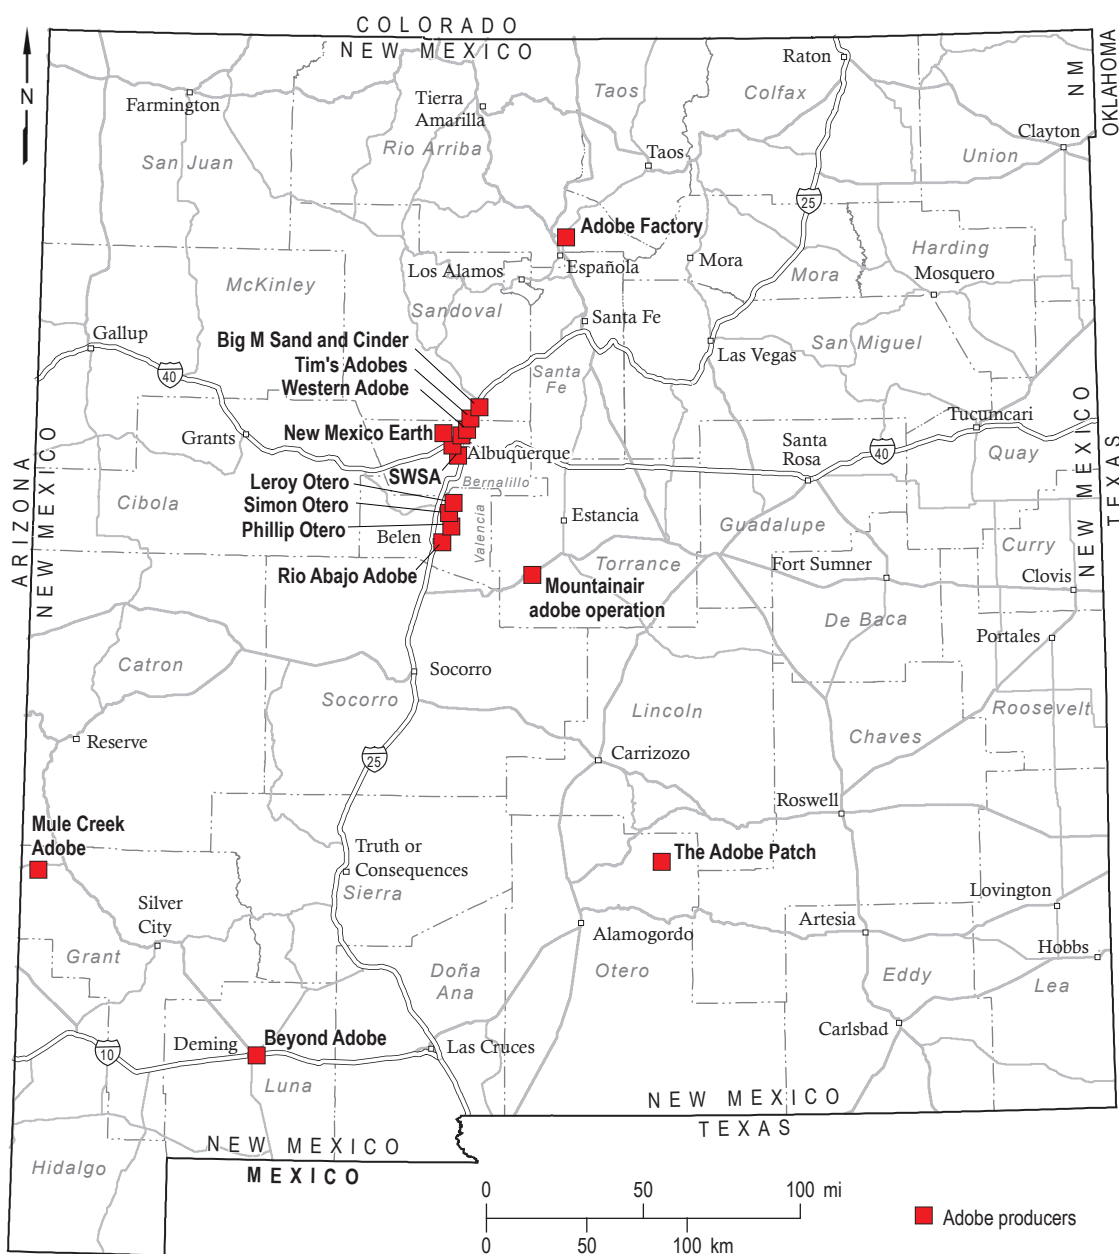 COLORADO
NEW MEXICO
N
Farmington
San Juan
Tierra
Amarilla
Rio Arriba
Taos
Taos
Colfax
Raton
NM
OKLAHOMA
Clayton
Union
25
Adobe Factory
Española
Los Alamos
Mora
Mora
Harding
Mosquero
McKinley
Sandoval
Gallup
40
Santa Fe
Big M Sand and Cinder
Tim's Adobes
Western Adobe
Santa
Fe
Las Vegas
San Miguel
Grants
New Mexico Earth
Albuquerque
SWSA
Bernalillo
Santa
Rosa
40
Tucumcari
Quay
NEW MEXICO
TEXAS
ARIZONA
NEW MEXICO
Cibola
Leroy Otero
Simon Otero
Phillip Otero
Belen
Valencia
Estancia
Guadalupe
Rio Abajo Adobe
Torrance
Mountainair
adobe operation
Fort Sumner
Curry
Clovis
De Baca
Portales
Catron
Socorro
Socorro
Lincoln
Roosevelt
Chaves
Reserve
25
Carrizozo
Roswell
Mule Creek
Adobe
Truth or
Consequences
Sierra
The Adobe Patch
Silver
City
Grant
Doña
Ana
Alamogordo
Otero
Artesia
Lovington
Hobbs
Eddy
Lea
Carlsbad
10
Deming
Beyond Adobe
Luna
Las Cruces
NEW MEXICO
TEXAS
NEW MEXICO
MEXICO
Hidalgo
0 50 100 mi
0 50 100 km
Adobe producers